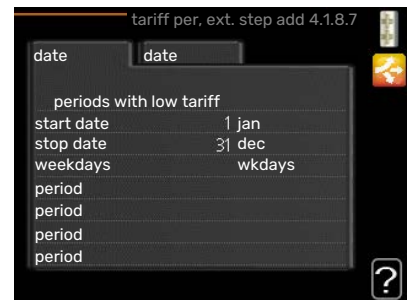 tariff per, ext. step add 4.1.8.7
date date
periods with low tariff
start date 1 jan
stop date 31 dec
weekdays wkdays
period
period
period
period
?